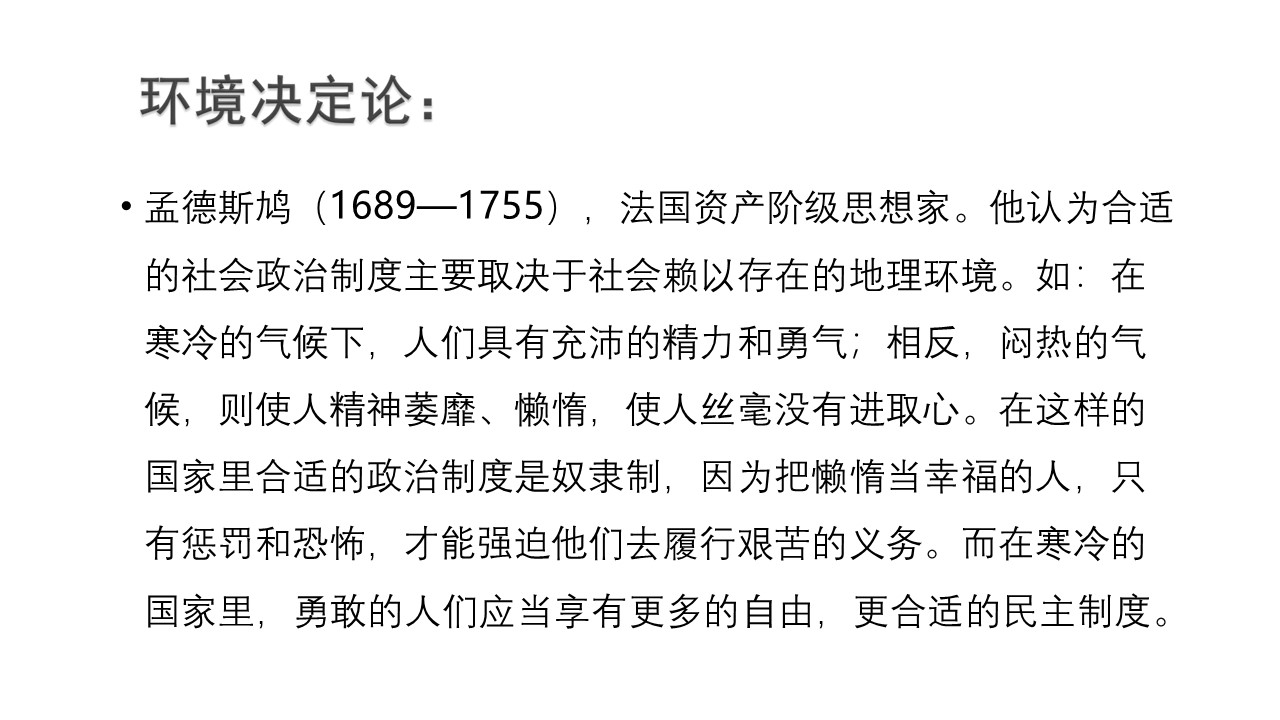 环境决定论：
• 孟德斯鸠（1689—1755），法国资产阶级思想家。他认为合适
的社会政治制度主要取决于社会赖以存在的地理环境。如：在
寒冷的气候下，人们具有充沛的精力和勇气；相反，闷热的气
候，则使人精神萎靡、懒惰，使人丝毫没有进取心。在这样的
国家里合适的政治制度是奴隶制，因为把懒惰当幸福的人，只
有惩罚和恐怖，才能强迫他们去履行艰苦的义务。而在寒冷的
国家里，勇敢的人们应当享有更多的自由，更合适的民主制度。